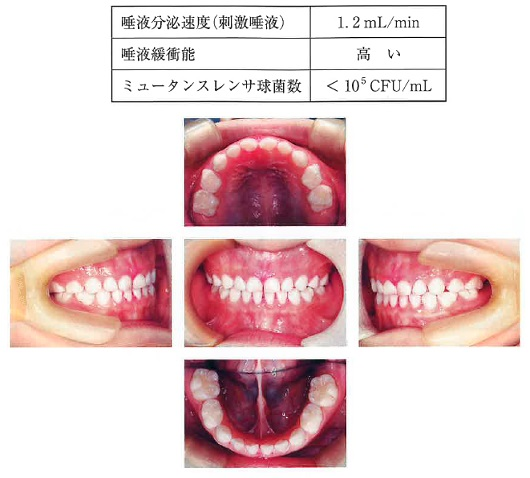 唾液分泌速度(刺激唾液) 1.2 mL/min
唾液緩衝能 高い
ミュータンスレンサ球菌数 < 10⁵ CFU/mL